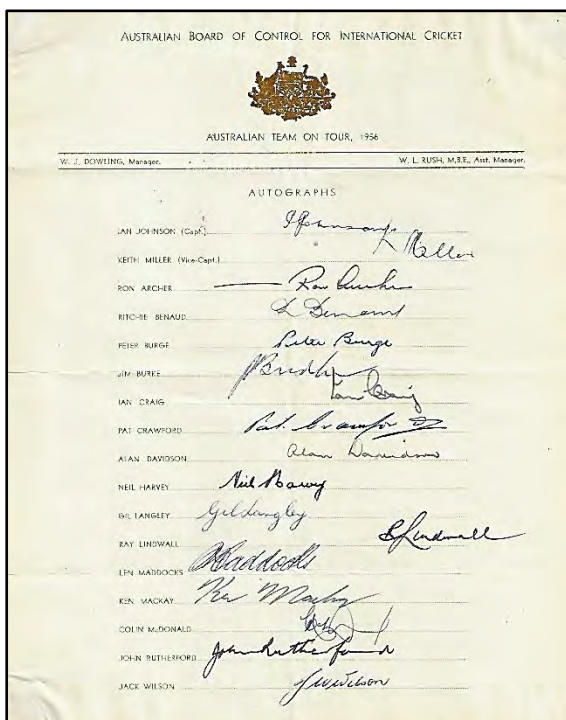 AUSTRALIAN BOARD OF CONTROL FOR INTERNATIONAL CRICKET
AUSTRALIAN TEAM ON TOUR, 1956
W. J. DOWLING, Manager. W. L. RUSH, M.B.E., Asst. Manager.
AUTOGRAPHS
IAN JOHNSON (Capt.) I Johnson
KEITH MILLER (Vice-Capt.) K Miller
RON ARCHER Ron Archer
RITCHIE BENAUD R Benaud
PETER BURGE Peter Burge
JIM BURKE J Burke
IAN CRAIG Ian Craig
PAT CRAWFORD Pat. Crawford
ALAN DAVIDSON Alan Davidson
NEIL HARVEY Neil Harvey
GIL LANGLEY Gil Langley
RAY LINDWALL R Lindwall
LEN MADDOCKS L Maddocks
KEN MACKAY Ken Mackay
COLIN McDONALD
JOHN RUTHERFORD John Rutherford
JACK WILSON J W Wilson